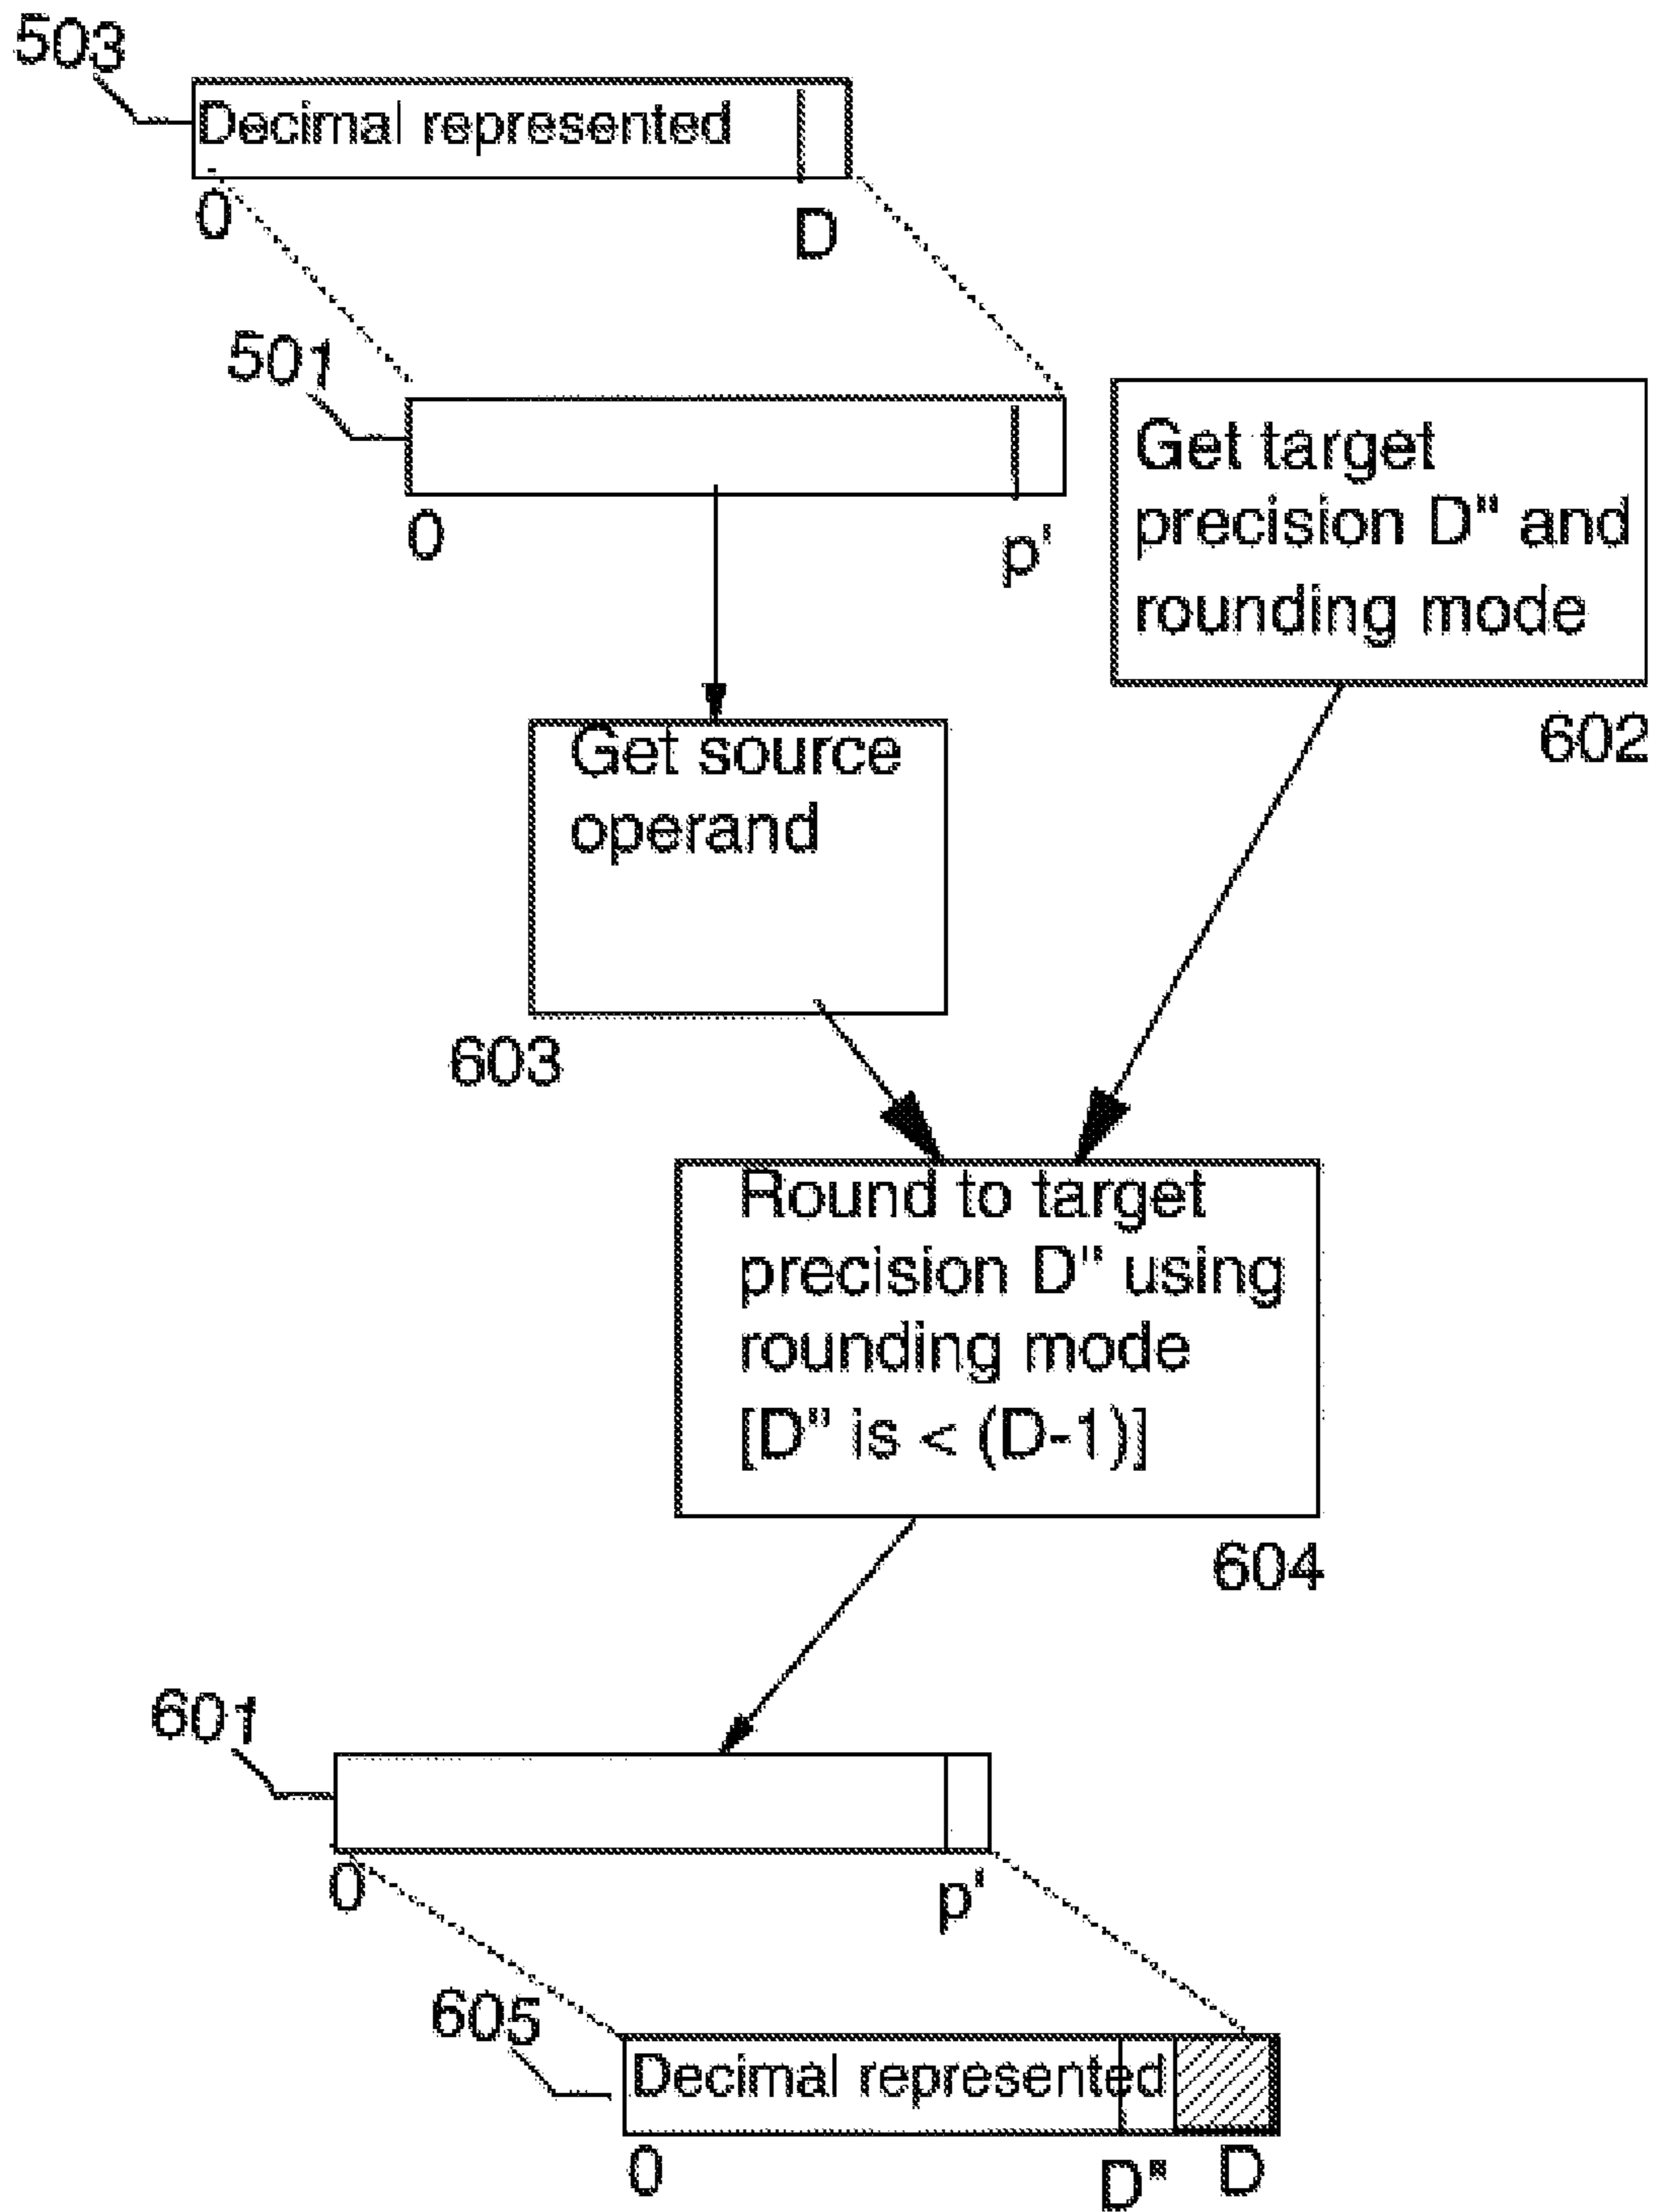 503
Decimal represented
0 D
501
0 p'
Get target
precision D" and
rounding mode
602
Get source
operand
603
Round to target
precision D" using
rounding mode
[D" is < (D-1)]
604
601
0 p'
605
Decimal represented
0 D" D